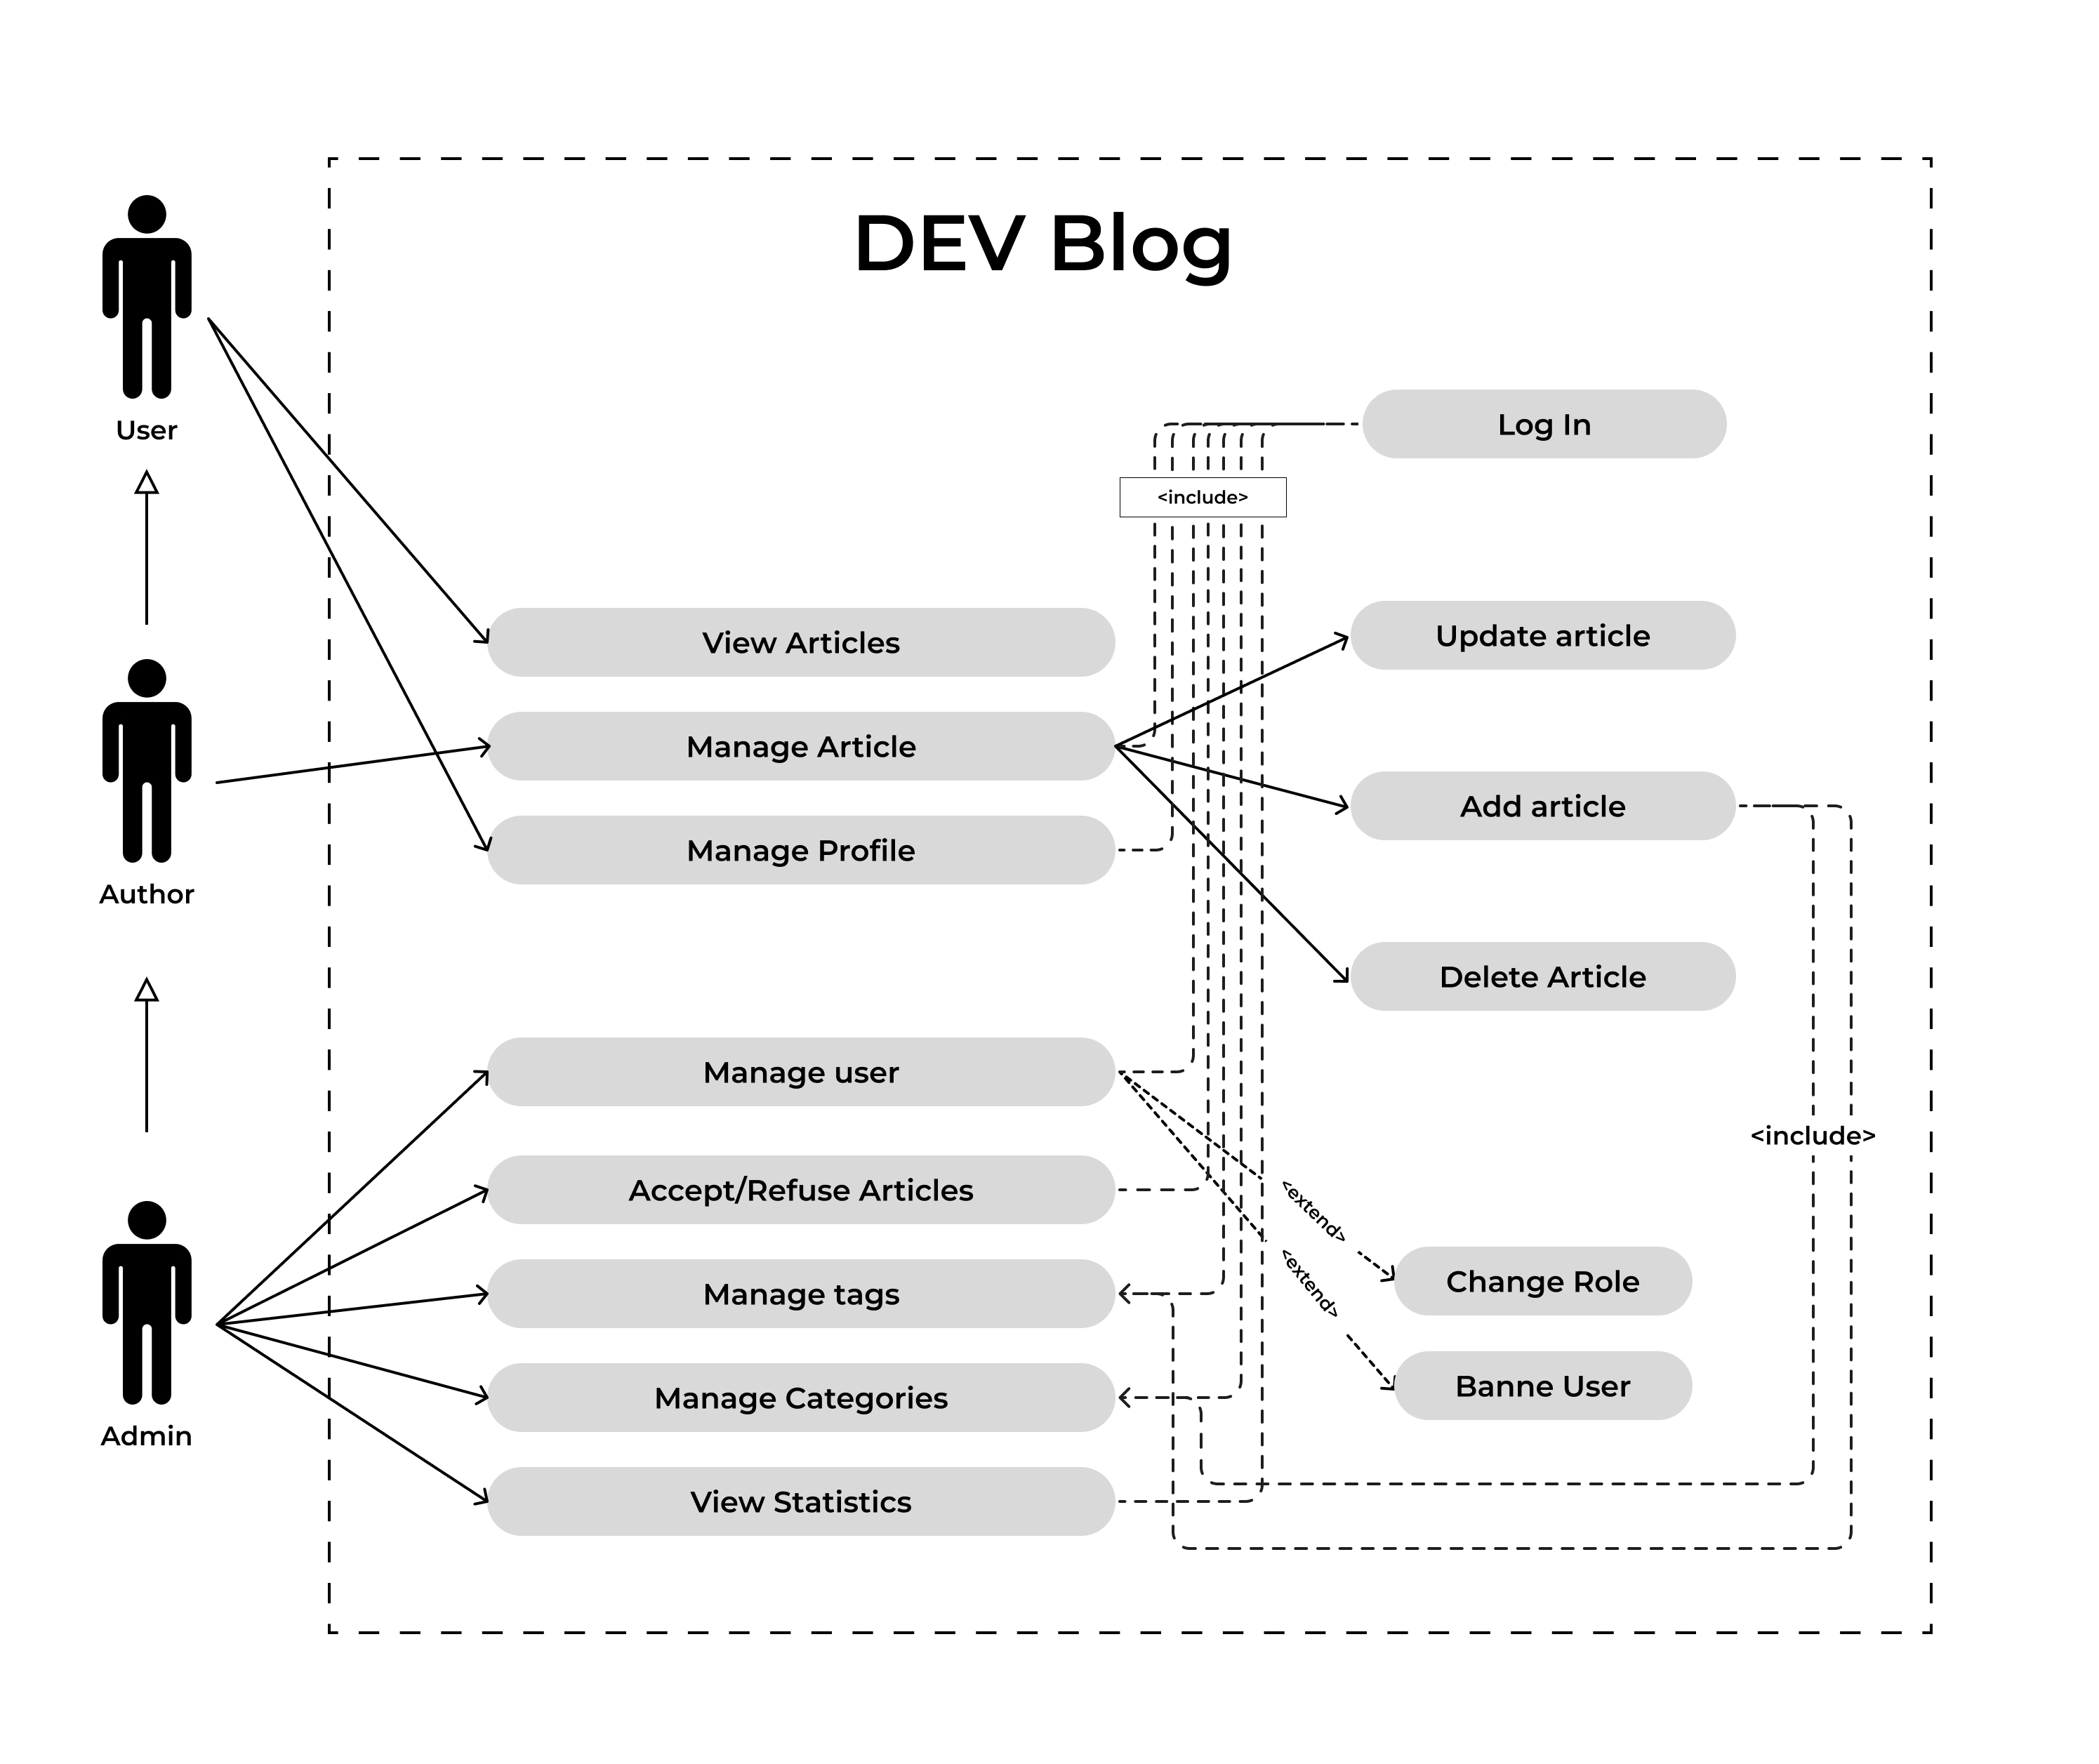 DEV Blog
User
Log In
<include>
View Articles
Update article
Manage Article
Add article
Manage Profile
Author
Delete Article
Manage user
<include>
Accept/Refuse Articles
<extend>
Manage tags
<extend>
Change Role
Manage Categories
Banne User
Admin
View Statistics